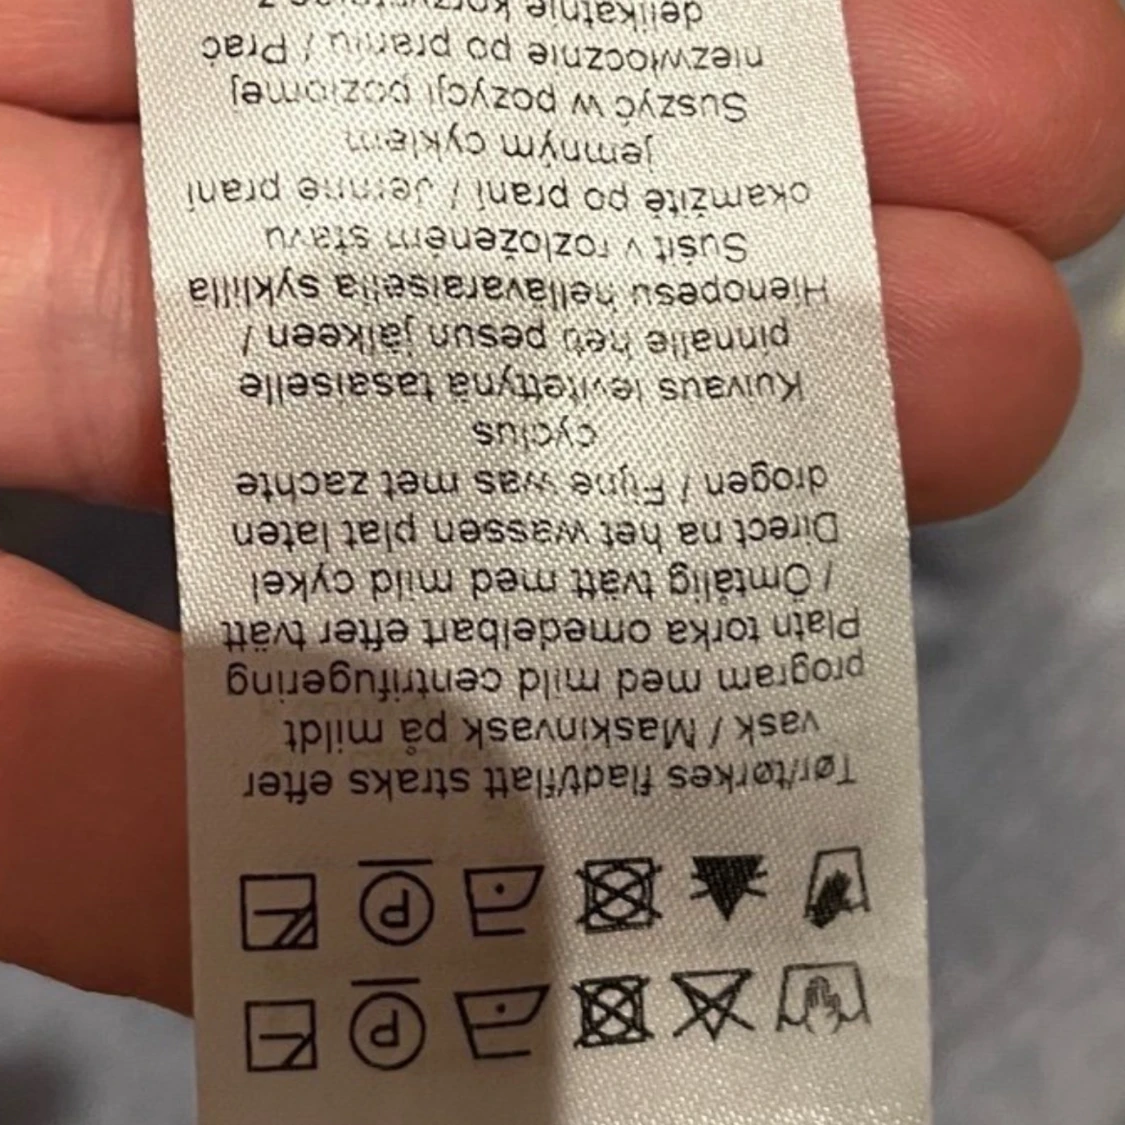 P P
P P
Tør/tørkes fladt/flatt straks efter
vask / Maskinvask på mildt
program med mild centrifugering
Platn torka omedelbart efter tvätt
/ Ömtålig tvätt med mild cykel
Direct na het wassen plat laten
drogen / Fijne was met zachte
cyclus
Kuivaus levitettynä tasaiselle
pinnalle heti pesun jälkeen /
Hienopesu hellävaraisella syklillä
Sušit v rozloženém stavu
okamžitě po praní / Jemné praní
jemným cyklem
Suszyć w pozycji poziomej
niezwłocznie po praniu / Prać
delikatnie